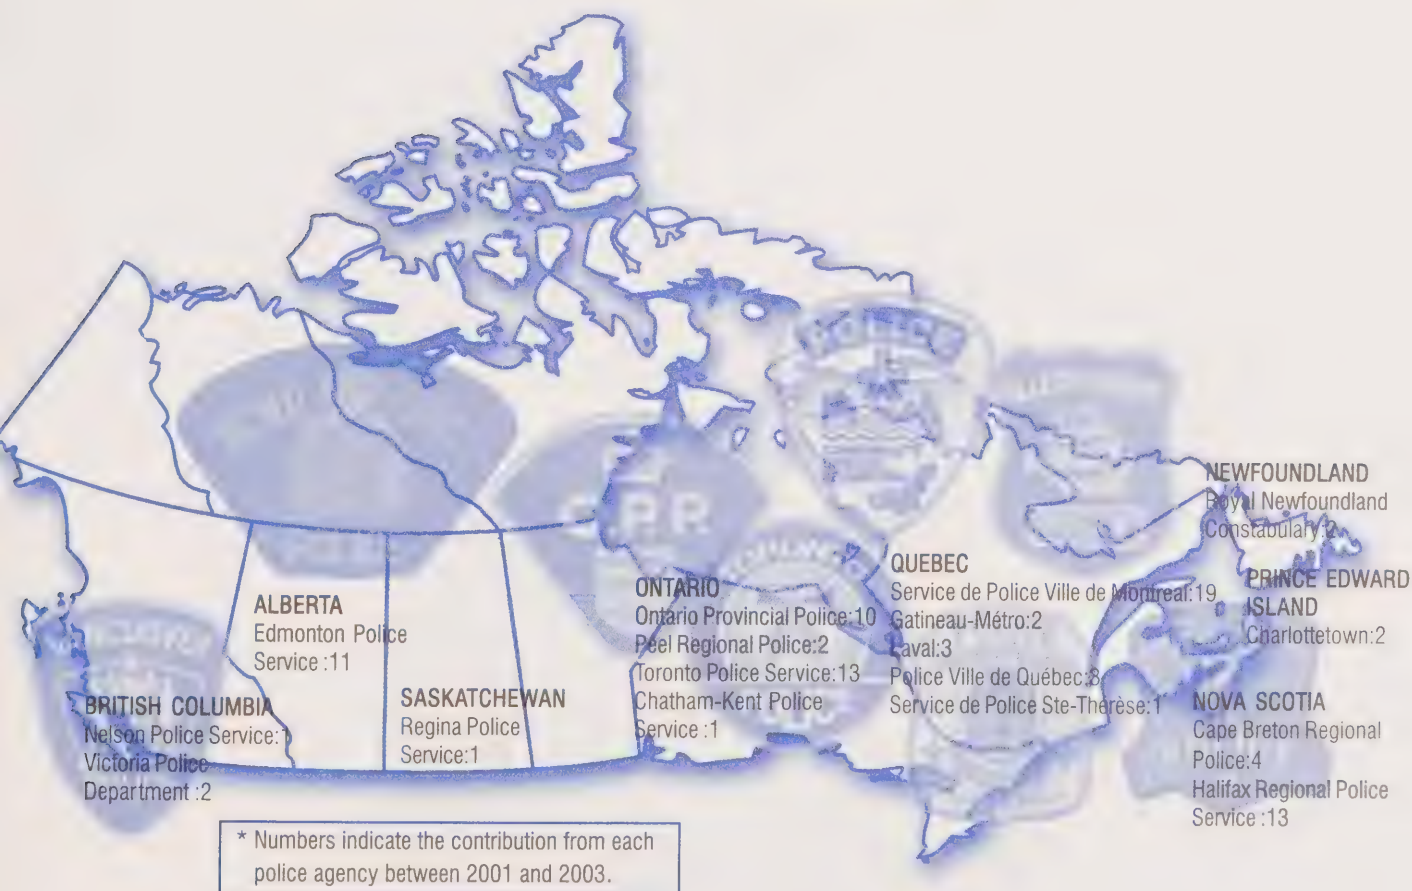 NEWFOUNDLAND
Royal Newfoundland
Constabulary:2
PRINCE EDWARD
ISLAND
Charlottetown:2
QUEBEC
Service de Police Ville de Montreal:19
Gatineau-Métro:2
Laval:3
Police Ville de Québec:3
Service de Police Ste-Thérèse:1
ONTARIO
Ontario Provincial Police:10
Peel Regional Police:2
Toronto Police Service:13
Chatham-Kent Police
Service :1
ALBERTA
Edmonton Police
Service :11
SASKATCHEWAN
Regina Police
Service:1
BRITISH COLUMBIA
Nelson Police Service:1
Victoria Police
Department :2
NOVA SCOTIA
Cape Breton Regional
Police:4
Halifax Regional Police
Service :13
* Numbers indicate the contribution from each
police agency between 2001 and 2003.
POLICE